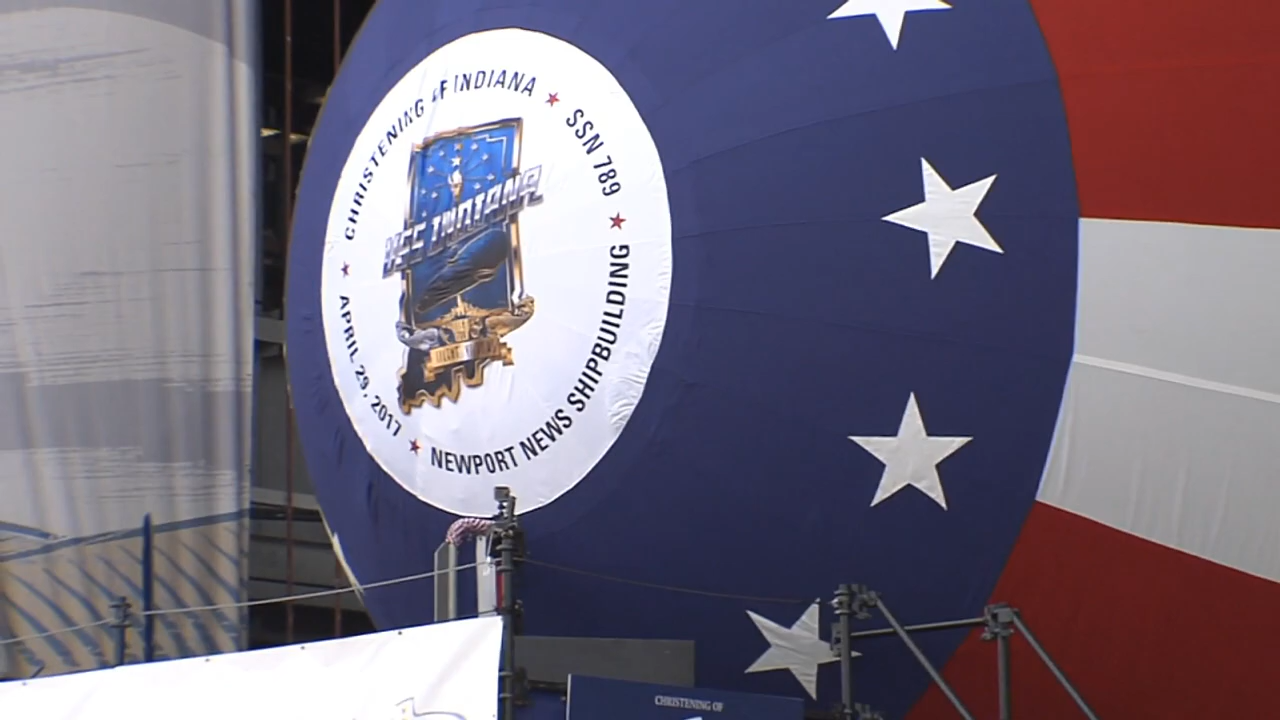 CHRISTENING OF INDIANA
SSN 789
NEWPORT NEWS SHIPBUILDING
APRIL 29, 2017
USS INDIANA
CHRISTENING OF